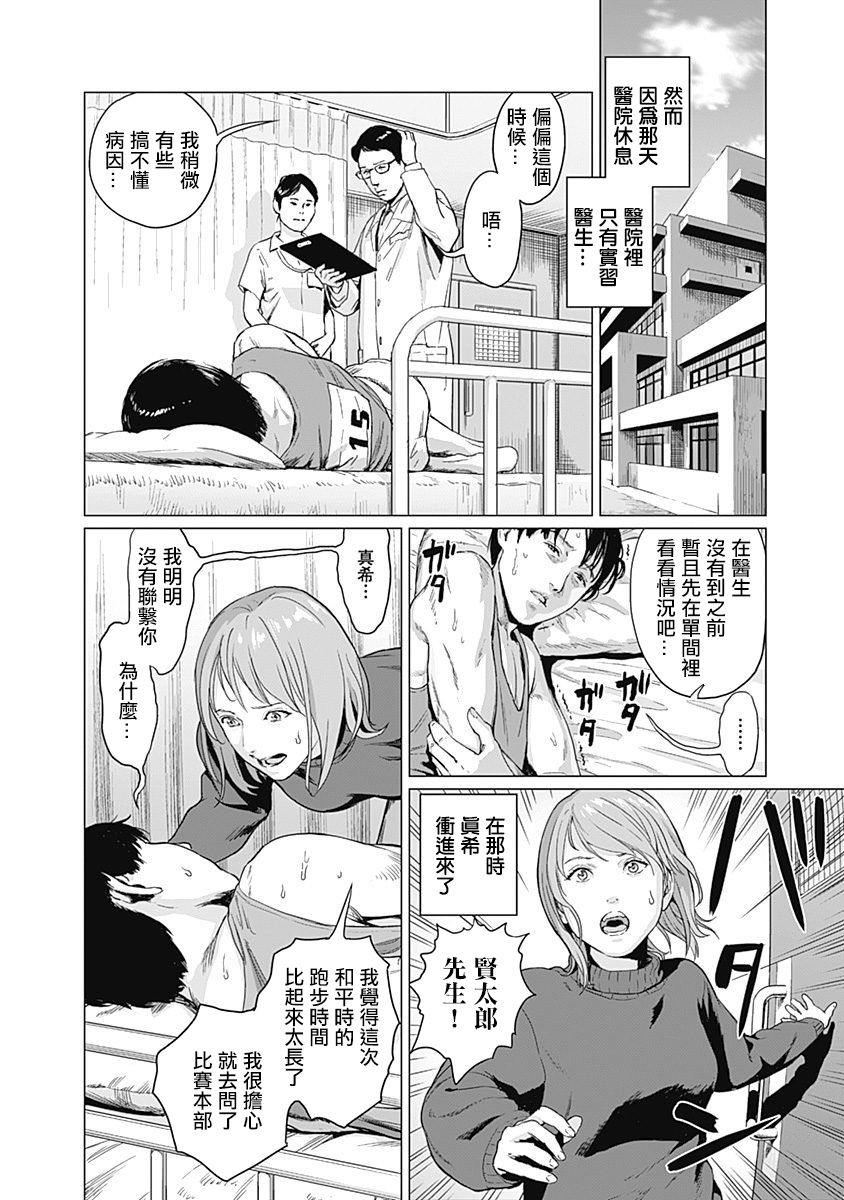 然而
因爲那天
醫院休息
醫院裡
只有實習
醫生⋯
偏偏這個
時候⋯
唔⋯
我稍微
有些
搞不懂
病因⋯
15
在醫生
沒有到之前
暫且先在單間裡
看看情況吧⋯
⋯⋯
ガタ
ガタ
真希⋯
我明明
沒有聯繫你
為什麼⋯
在那時
眞希
衝進來了
バンッ
賢太郎
先生！
我覺得這次
和平時的
跑步時間
比起來太長了
我很擔心
就去問了
比賽本部